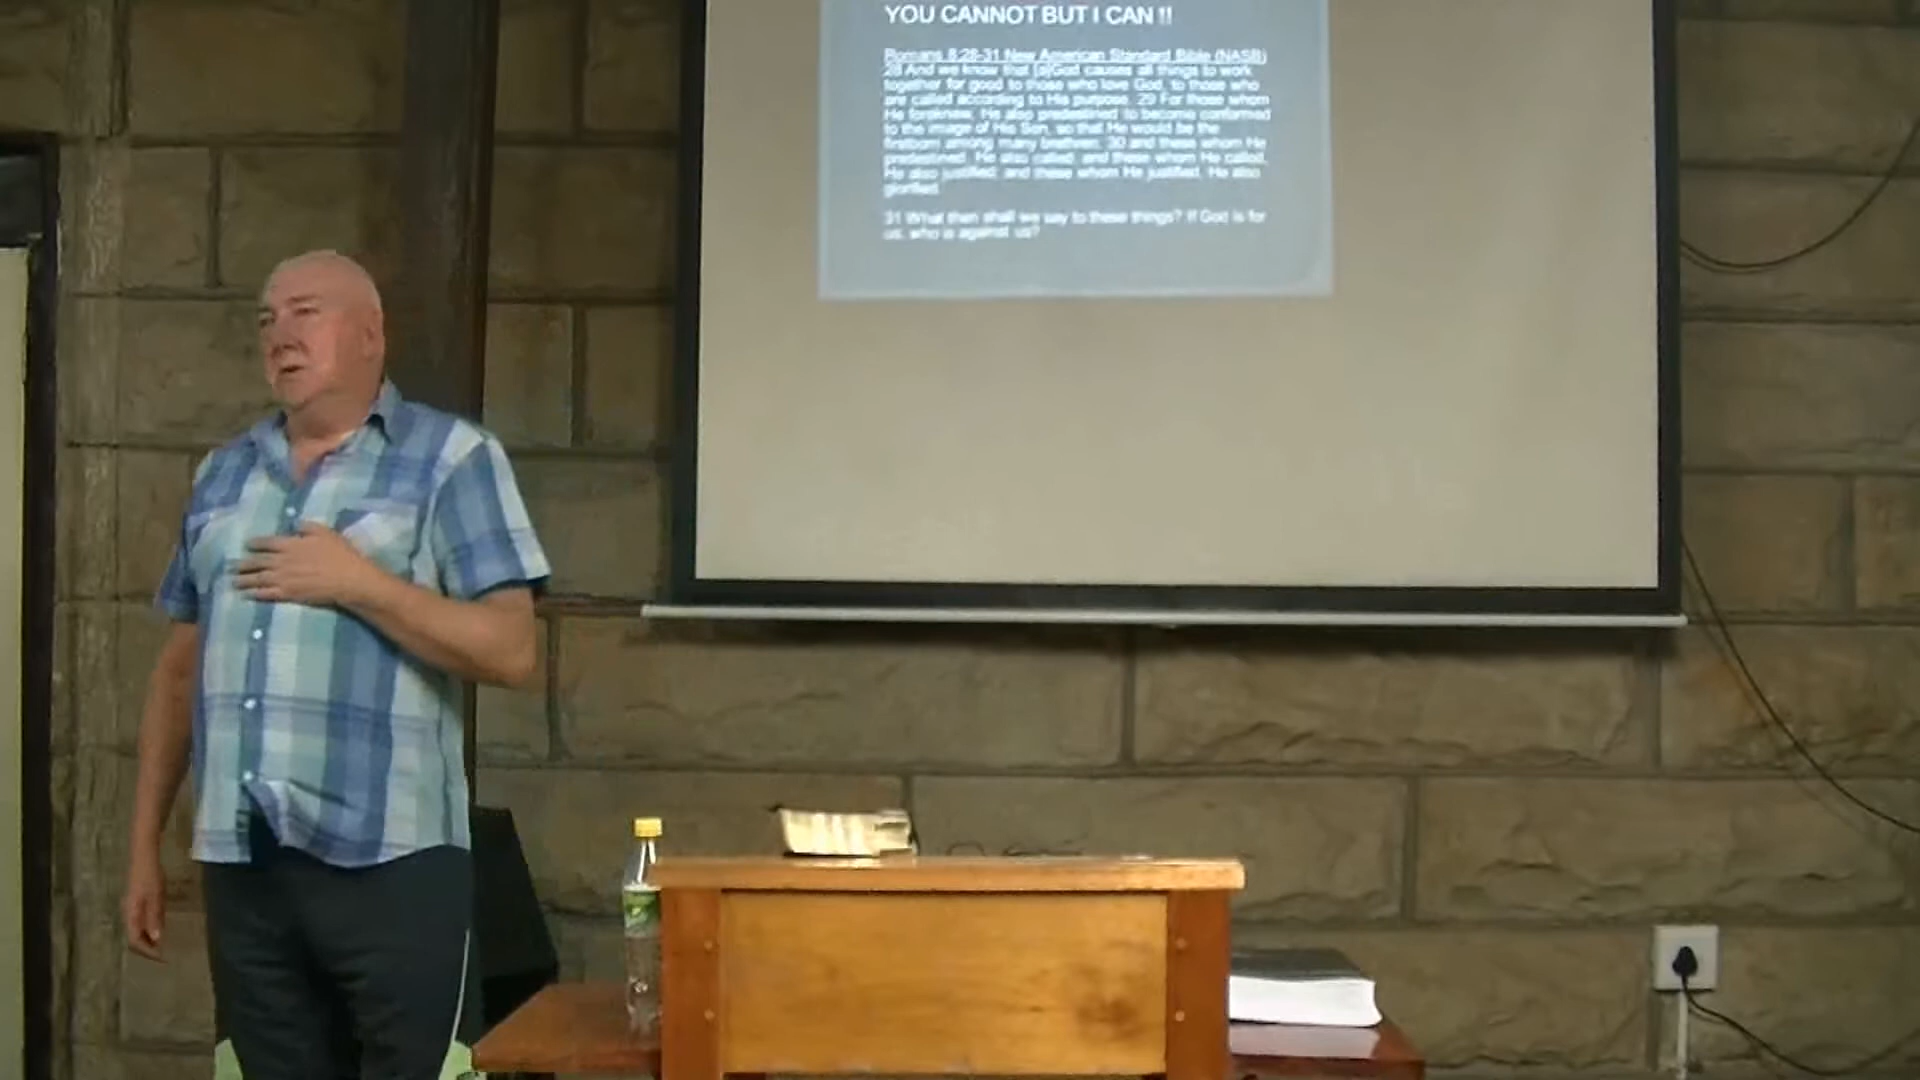 YOU CANNOT BUT I CAN !!
Romans 8:28-31 New American Standard Bible (NASB)
28 And we know that [a]God causes all things to work
together for good to those who love God, to those who
are called according to His purpose. 29 For those whom
He foreknew, He also predestined to become conformed
to the image of His Son, so that He would be the
firstborn among many brethren; 30 and these whom He
predestined, He also called; and these whom He called,
He also justified; and these whom He justified, He also
glorified.
31 What then shall we say to these things? If God is for
us, who is against us?